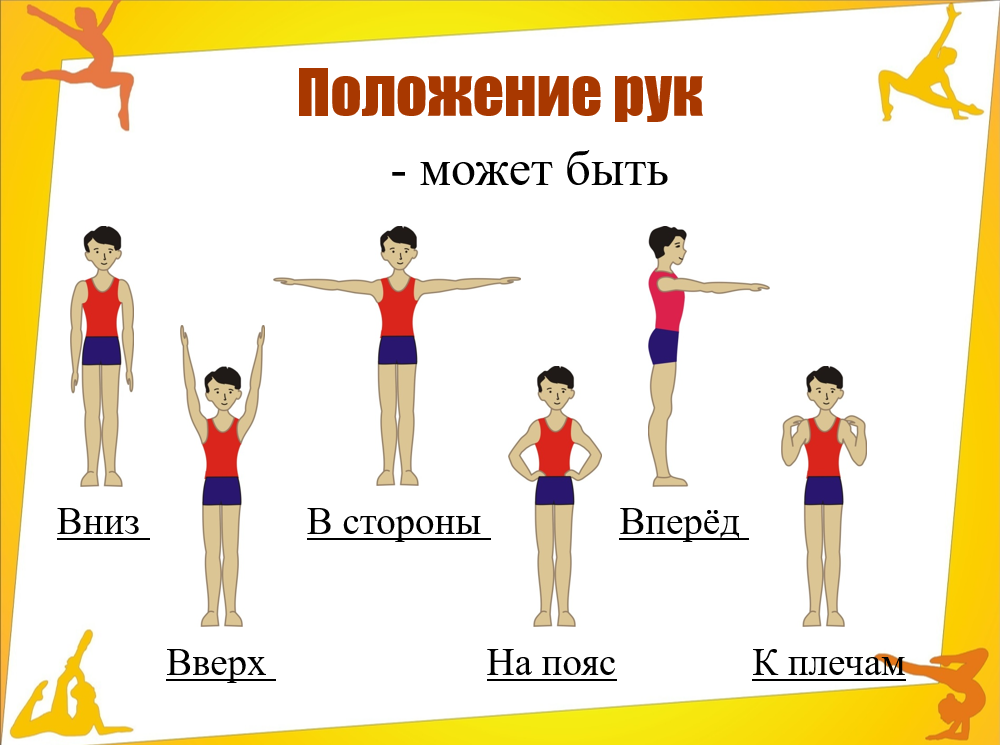 Положение рук
- может быть
Вниз
В стороны
Вперёд
Вверх
На пояс
К плечам